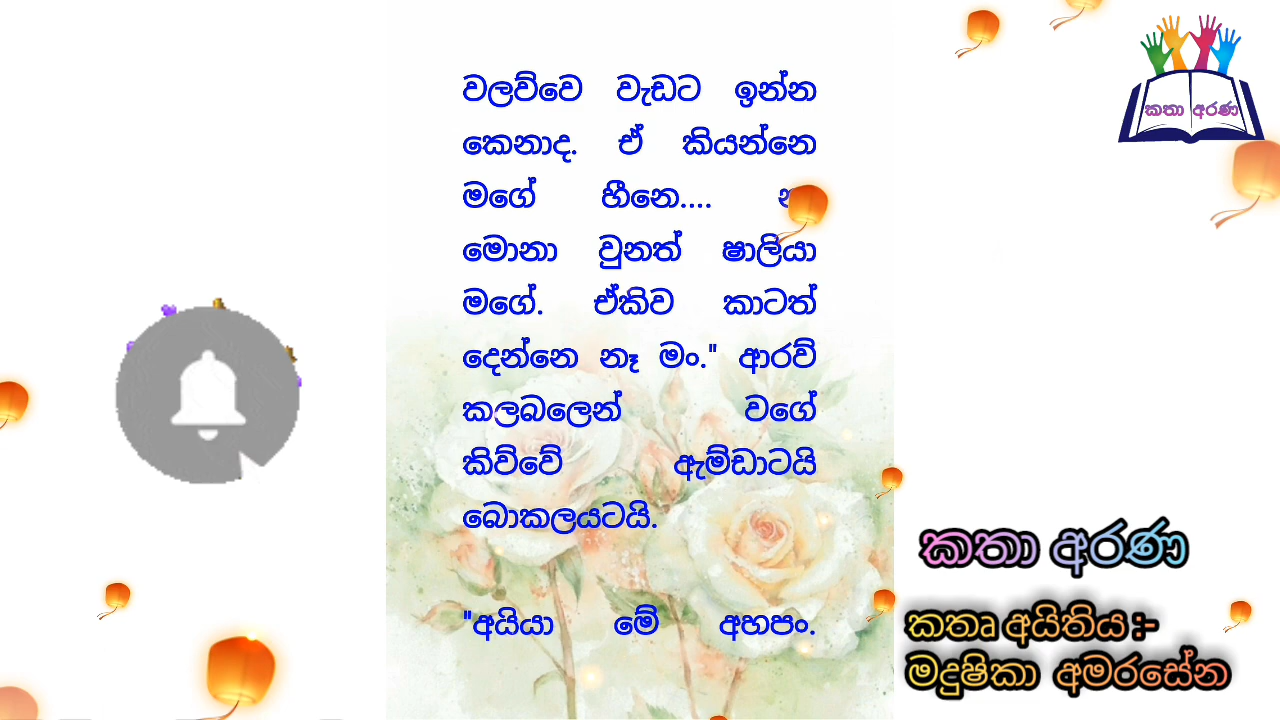 වලව්වෙ වැඩට ඉන්න
කෙනාද. ඒ කියන්නෙ
මගේ හීනෙ....
මොනා වුනත් ෂාලියා
මගේ. ඒකිව කාටත්
දෙන්නෙ නෑ මං." ආරව්
කලබලෙන් වගේ
කිව්වේ ඇම්ඩාටයි
බොකලයටයි.
"අයියා මේ අහපං.
කතා අරණ
කතා අරණ
කතෘ අයිතිය :-
මදුෂිකා අමරසේන